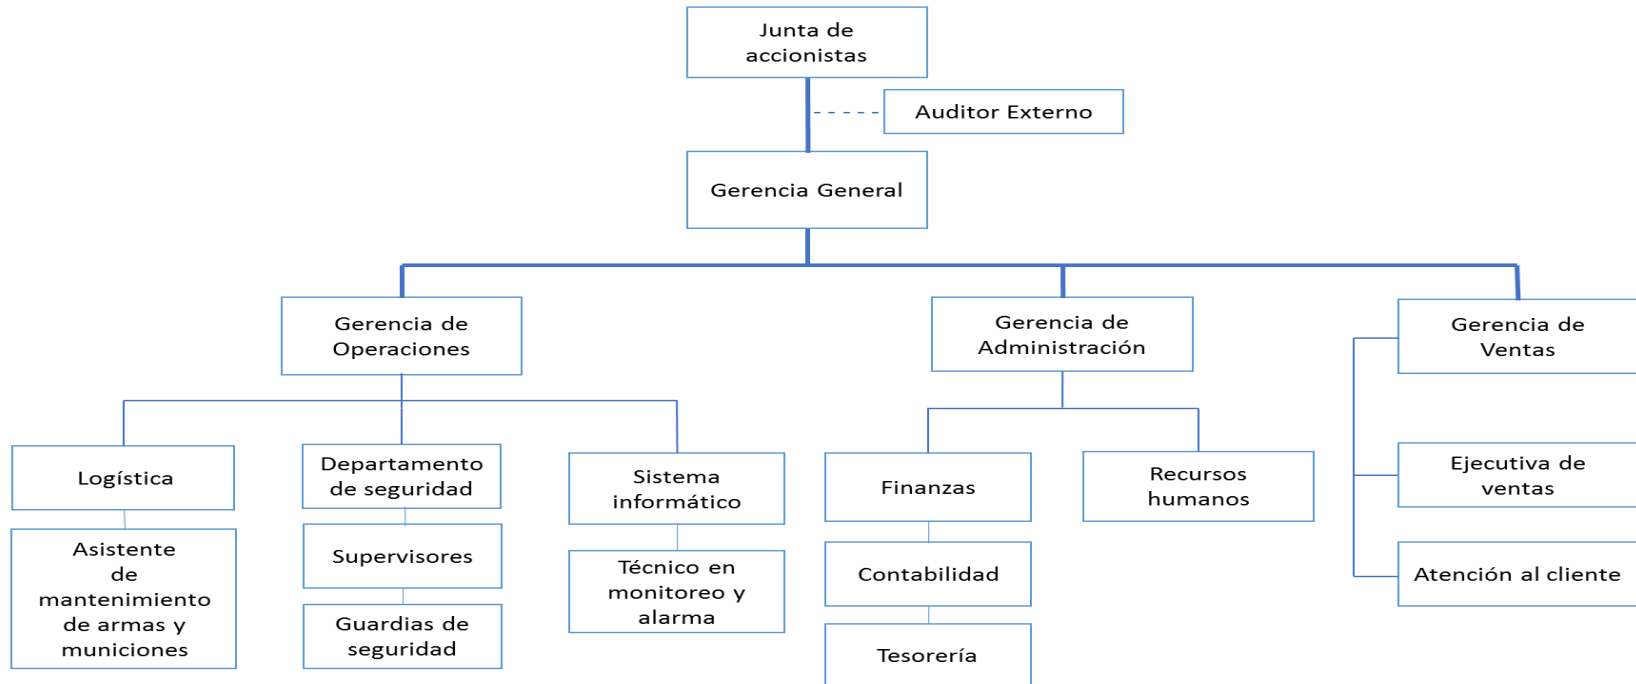 Junta de
accionistas
Auditor Externo
Gerencia General
Gerencia de
Operaciones
Gerencia de
Administración
Gerencia de
Ventas
Logística
Departamento
de seguridad
Sistema
informático
Finanzas
Recursos
humanos
Ejecutiva de
ventas
Asistente
de
mantenimiento
de armas y
municiones
Supervisores
Guardias de
seguridad
Técnico en
monitoreo y
alarma
Contabilidad
Tesorería
Atención al cliente